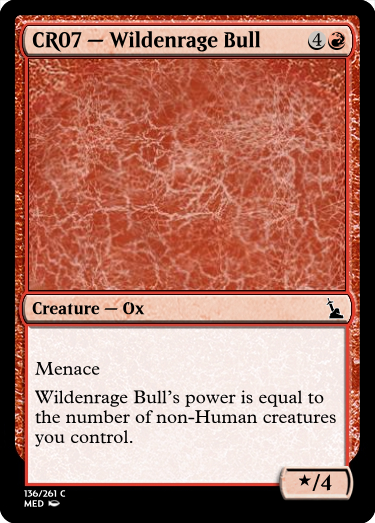 CR07 — Wildenrage Bull 4
Creature — Ox
Menace
Wildenrage Bull's power is equal to
the number of non-Human creatures
you control.
★/4
136/261 C
MED